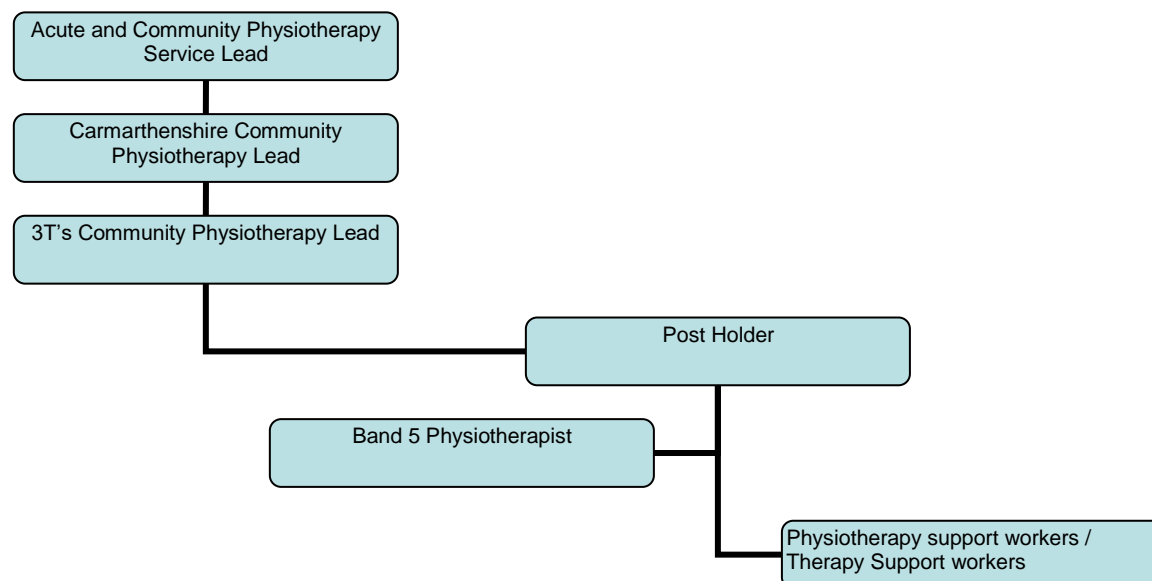 Acute and Community Physiotherapy
Service Lead
Carmarthenshire Community
Physiotherapy Lead
3T’s Community Physiotherapy Lead
Post Holder
Band 5 Physiotherapist
Physiotherapy support workers /
Therapy Support workers